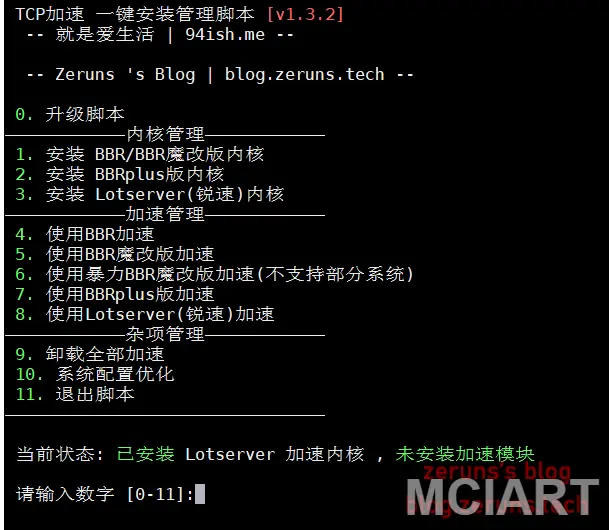 TCP加速 一键安装管理脚本 [v1.3.2]
-- 就是爱生活 | 94ish.me --
-- Zeruns 's Blog | blog.zeruns.tech --
0. 升级脚本
————————————内核管理————————————
1. 安装 BBR/BBR魔改版内核
2. 安装 BBRplus版内核
3. 安装 Lotserver(锐速)内核
————————————加速管理————————————
4. 使用BBR加速
5. 使用BBR魔改版加速
6. 使用暴力BBR魔改版加速(不支持部分系统)
7. 使用BBRplus版加速
8. 使用Lotserver(锐速)加速
————————————杂项管理————————————
9. 卸载全部加速
10. 系统配置优化
11. 退出脚本
————————————————————————————————
当前状态: 已安装 Lotserver 加速内核 , 未安装加速模块
zeruns's blog
请输入数字 [0-11]:
MCIART
blog.zeruns.tech